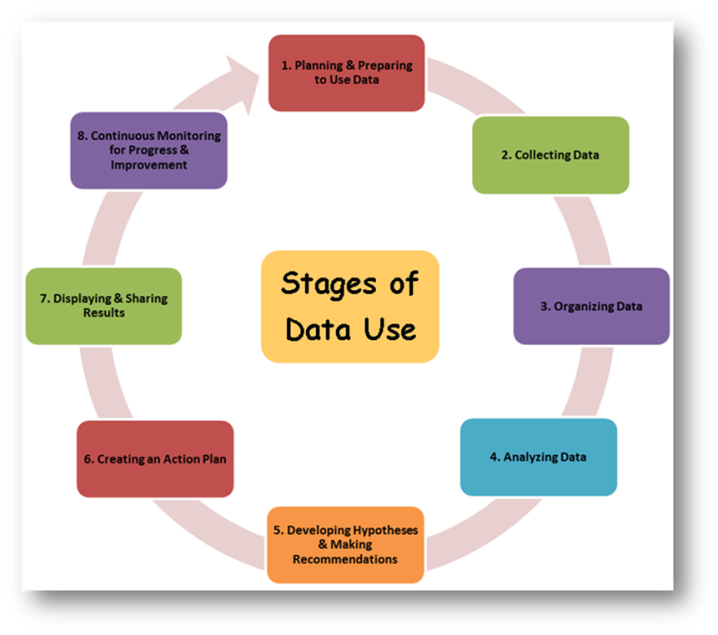 1. Planning & Preparing
to Use Data
2. Collecting Data
3. Organizing Data
4. Analyzing Data
5. Developing Hypotheses
& Making
Recommendations
6. Creating an Action Plan
7. Displaying & Sharing
Results
8. Continuous Monitoring
for Progress &
Improvement
Stages of
Data Use